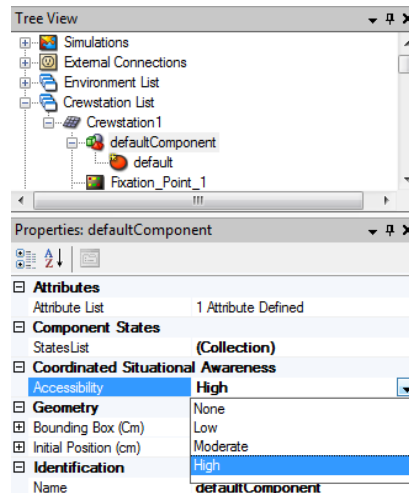 Tree View
Simulations
External Connections
Environment List
Crewstation List
Crewstation1
defaultComponent
default
Fixation_Point_1
Properties: defaultComponent
Attributes
Attribute List 1 Attribute Defined
Component States
StatesList (Collection)
Coordinated Situational Awareness
Accessibility High
Geometry None
Bounding Box (Cm) Low
Initial Position (cm) Moderate
Identification High
Name defaultComponent